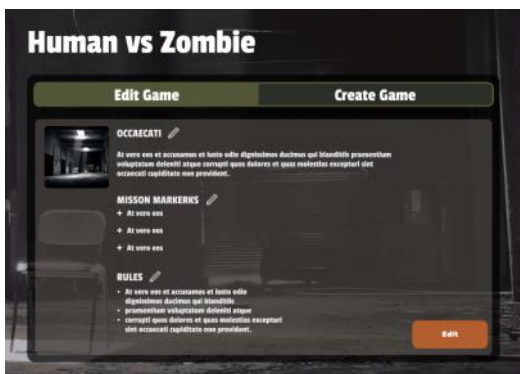 Human vs Zombie
Edit Game
Create Game
OCCAECATI
At vero eos et accusamus et iusto odio dignissimos ducimus qui blanditiis praesentium
voluptatum deleniti atque corrupti quos dolores et quas molestias excepturi sint
occaecati cupiditate non provident.
MISSON MARKERKS
+ At vero eos
+ At vero eos
+ At vero eos
RULES
• At vero eos et accusamus et iusto odio
dignissimos ducimus qui blanditiis
• praesentium voluptatum deleniti atque
• corrupti quos dolores et quas molestias excepturi
sint occaecati cupiditate non provident.
Edit